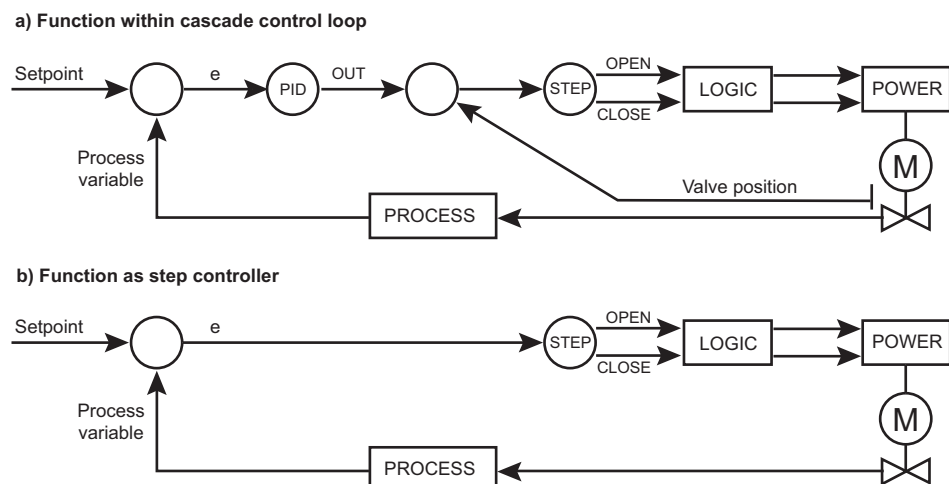 a) Function within cascade control loop
Setpoint
e
PID
OUT
STEP
OPEN
CLOSE
LOGIC
POWER
M
Process
variable
Valve position
PROCESS
b) Function as step controller
Setpoint
e
STEP
OPEN
CLOSE
LOGIC
POWER
M
Process
variable
PROCESS